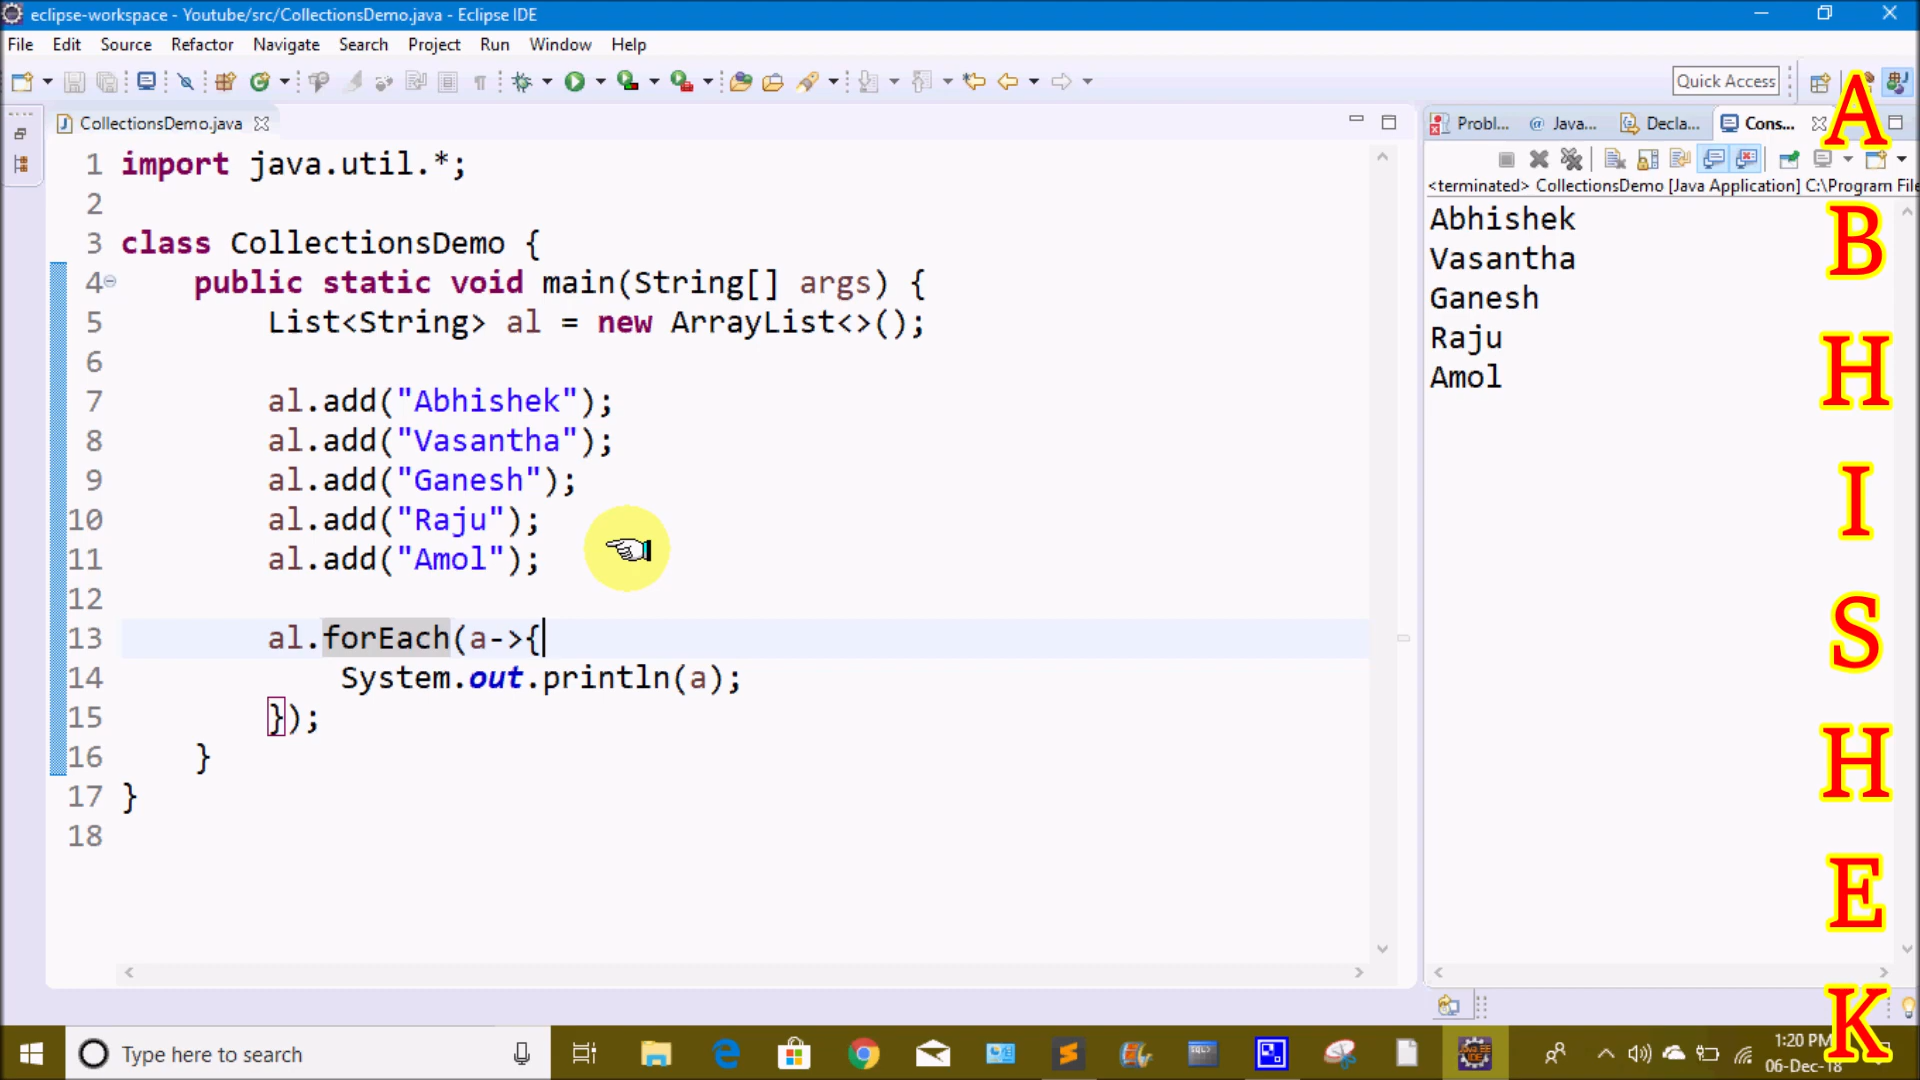 eclipse-workspace - Youtube/src/CollectionsDemo.java - Eclipse IDE
File Edit Source Refactor Navigate Search Project Run Window Help
Quick Access
CollectionsDemo.java
1 import java.util.*;
2
3 class CollectionsDemo {
4 public static void main(String[] args) {
5 List<String> al = new ArrayList<>();
6
7 al.add("Abhishek");
8 al.add("Vasantha");
9 al.add("Ganesh");
10 al.add("Raju");
11 al.add("Amol");
12
13 al.forEach(a->{
14 System.out.println(a);
15 });
16 }
17 }
18
Probl... Java... Decla... Cons...
<terminated> CollectionsDemo [Java Application] C:\Program File
Abhishek
Vasantha
Ganesh
Raju
Amol
A
B
H
I
S
H
E
K
Type here to search
1:20 PM
06-Dec-18